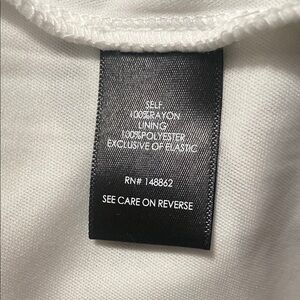 SELF
100%RAYON
LINING
100%POLYESTER
EXCLUSIVE OF ELASTIC
RN# 148862
SEE CARE ON REVERSE